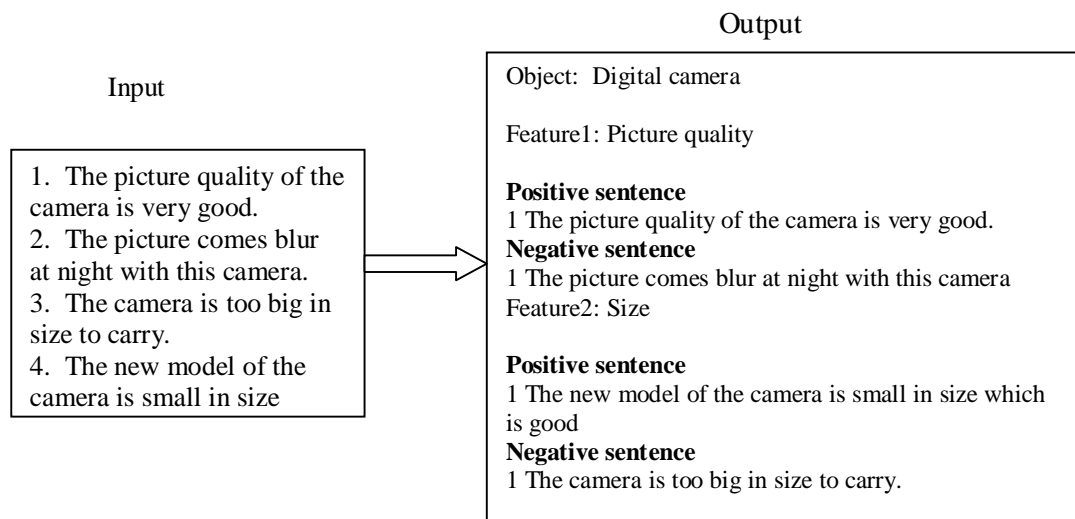 Output
Input
1. The picture quality of the
camera is very good.
2. The picture comes blur
at night with this camera.
3. The camera is too big in
size to carry.
4. The new model of the
camera is small in size
Object: Digital camera
Feature1: Picture quality
Positive sentence
1 The picture quality of the camera is very good.
Negative sentence
1 The picture comes blur at night with this camera
Feature2: Size
Positive sentence
1 The new model of the camera is small in size which
is good
Negative sentence
1 The camera is too big in size to carry.